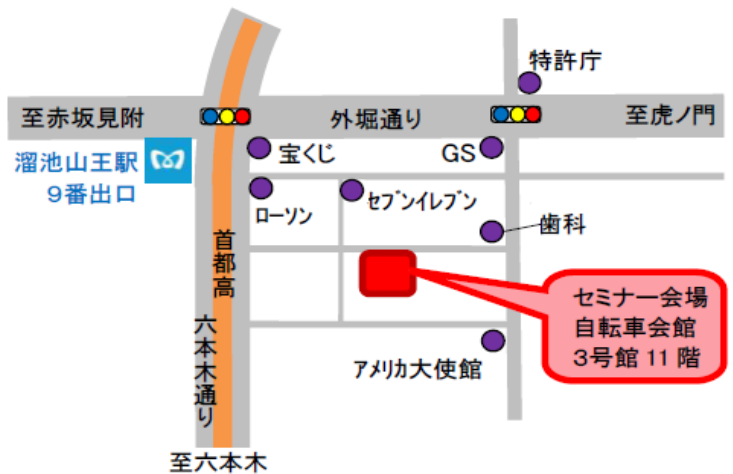 特許庁
至赤坂見附
外堀通り
至虎ノ門
溜池山王駅
9番出口
宝くじ
GS
ローソン
セブンイレブン
歯科
首都高
六本木通り
セミナー会場
自転車会館
3号館 11 階
アメリカ大使館
至六本木